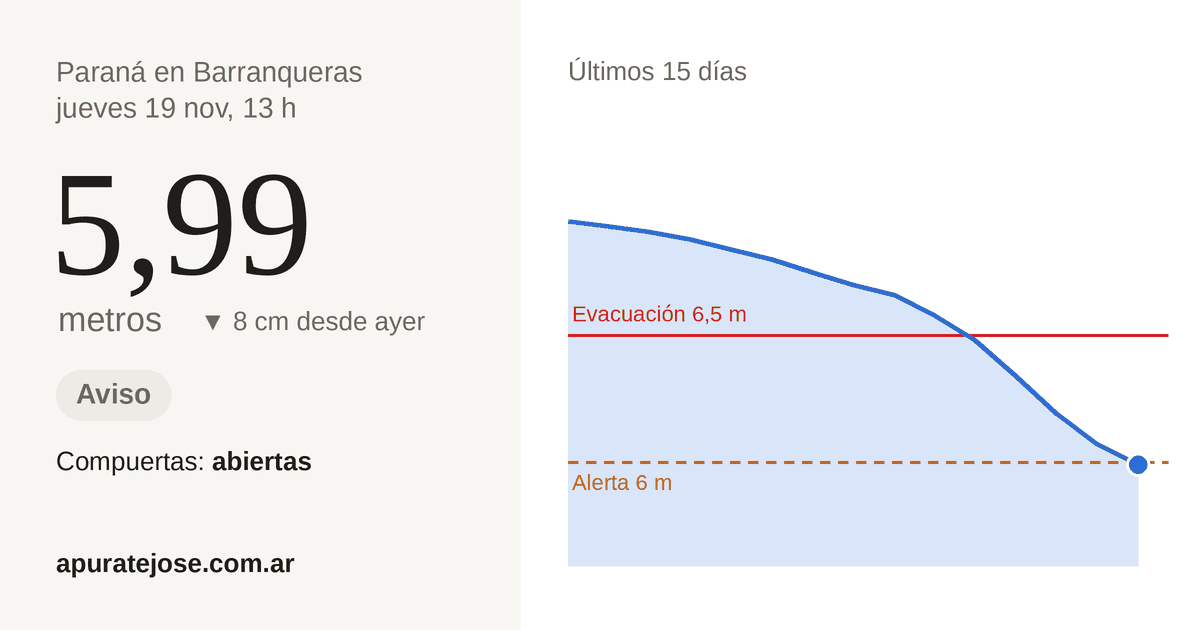 Paraná en Barranqueras
jueves 19 nov, 13 h
5,99
metros ▼ 8 cm desde ayer
Aviso
Compuertas: abiertas
apuratejose.com.ar
Últimos 15 días
Evacuación 6,5 m
Alerta 6 m